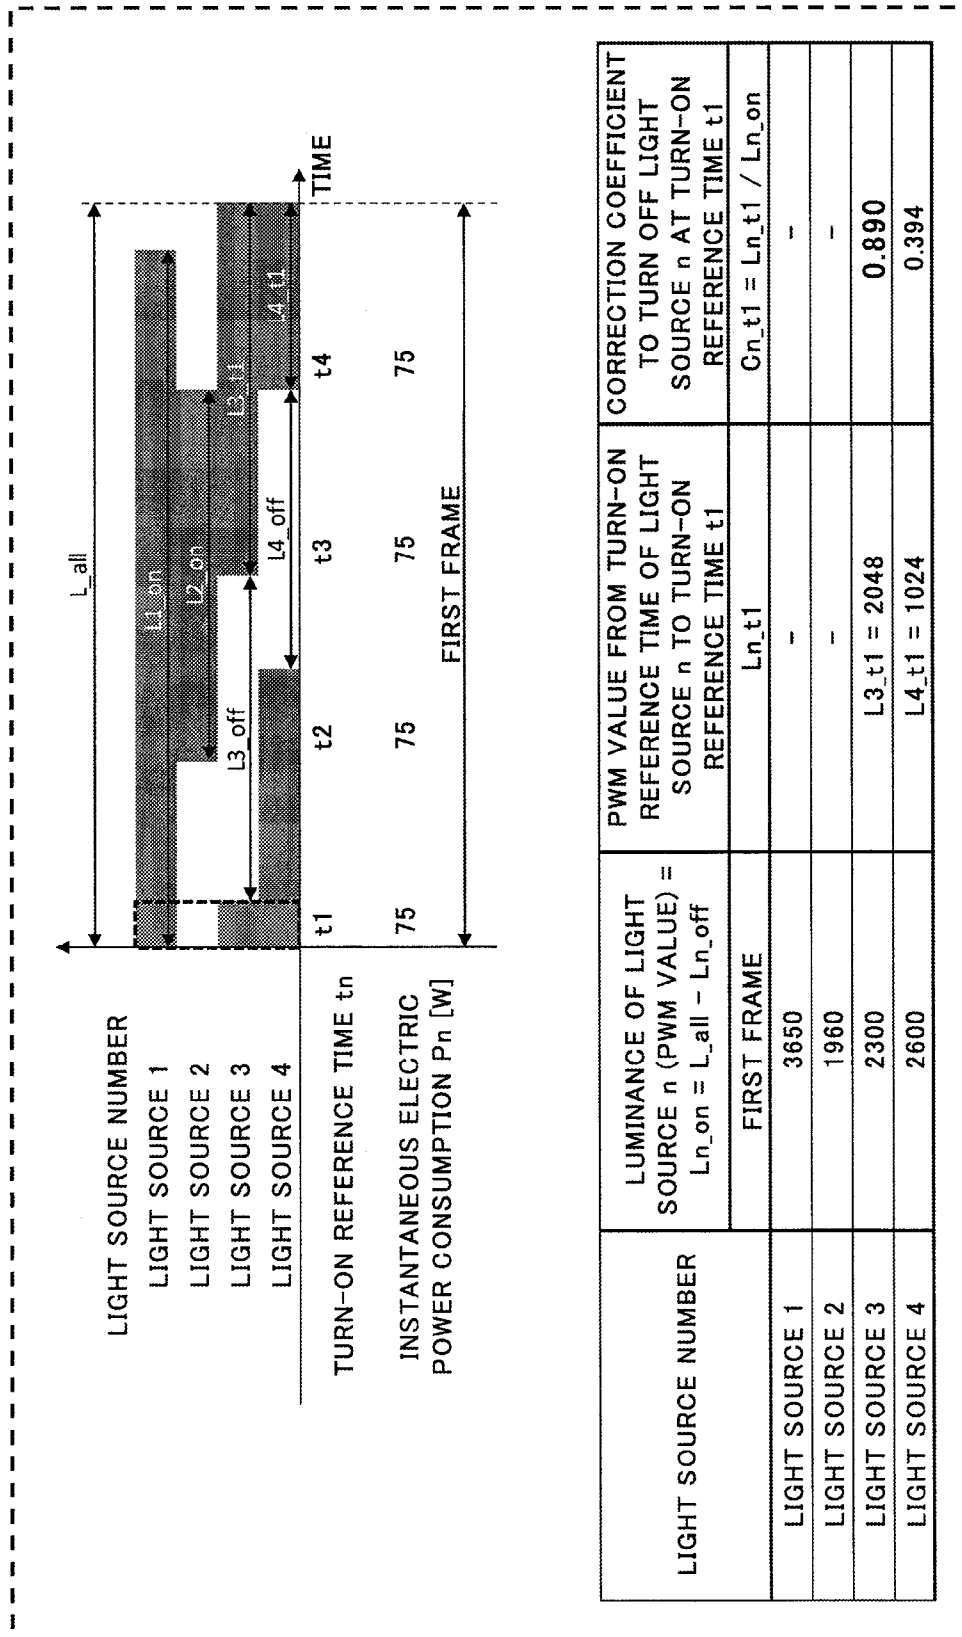 LIGHT SOURCE NUMBER
L_all
LIGHT SOURCE 1
L1_on
LIGHT SOURCE 2
L2_on
LIGHT SOURCE 3
L3_off
L3_t1
LIGHT SOURCE 4
L4_off
L4_t1
TIME
TURN-ON REFERENCE TIME tn
t1
t2
t3
t4
INSTANTANEOUS ELECTRIC
POWER CONSUMPTION Pn [W]
75
75
75
75
FIRST FRAME
LIGHT SOURCE NUMBER
LUMINANCE OF LIGHT
SOURCE n (PWM VALUE) =
Ln_on = L_all − Ln_off
PWM VALUE FROM TURN-ON
REFERENCE TIME OF LIGHT
SOURCE n TO TURN-ON
REFERENCE TIME t1
CORRECTION COEFFICIENT
TO TURN OFF LIGHT
SOURCE n AT TURN-ON
REFERENCE TIME t1
FIRST FRAME
Ln_t1
Cn_t1 = Ln_t1 / Ln_on
LIGHT SOURCE 1
3650
-
-
LIGHT SOURCE 2
1960
-
-
LIGHT SOURCE 3
2300
L3_t1 = 2048
0.890
LIGHT SOURCE 4
2600
L4_t1 = 1024
0.394